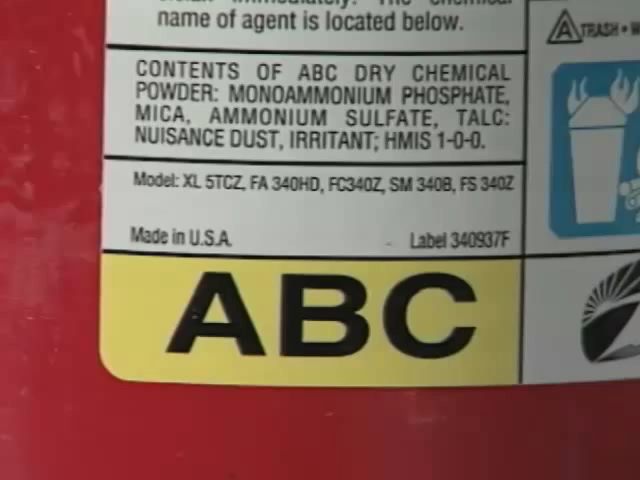 name of agent is located below.
A TRASH
CONTENTS OF ABC DRY CHEMICAL
POWDER: MONOAMMONIUM PHOSPHATE,
MICA, AMMONIUM SULFATE, TALC:
NUISANCE DUST, IRRITANT; HMIS 1-0-0.
Model: XL 5TCZ, FA 340HD, FC340Z, SM 340B, FS 340Z
Made in U.S.A. Label 340937F
ABC